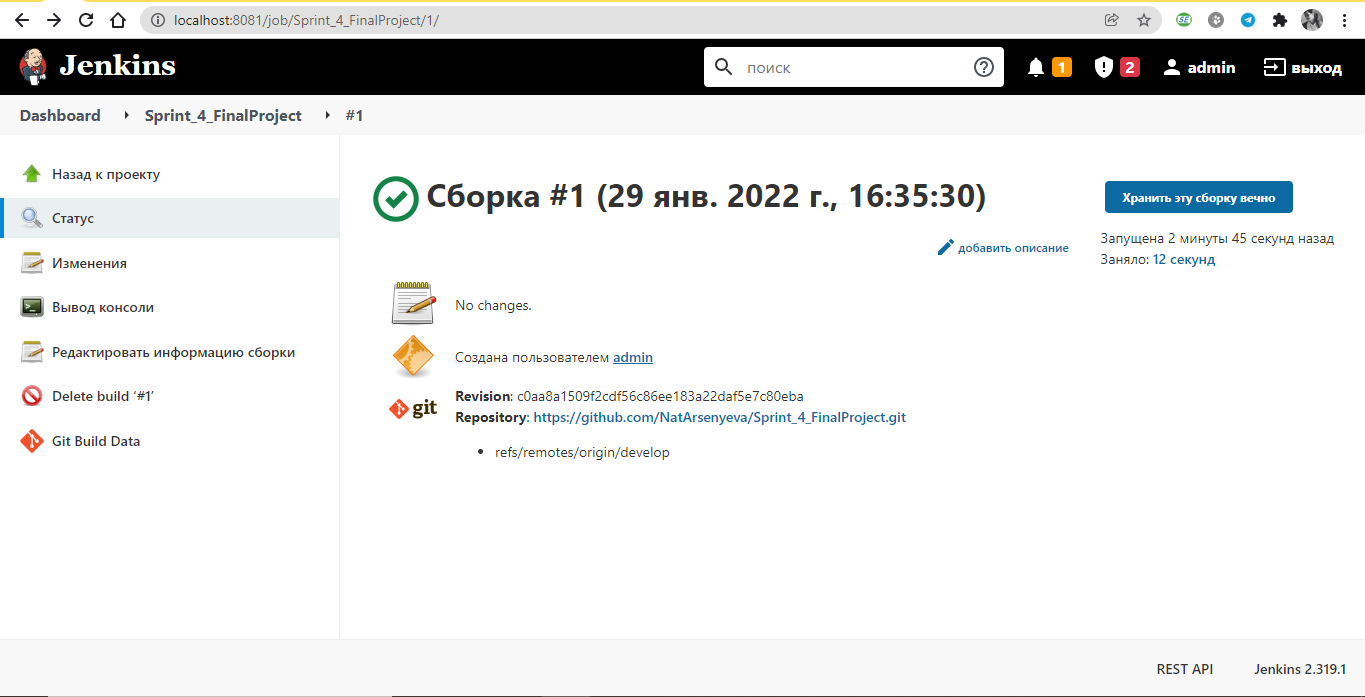 localhost:8081/job/Sprint_4_FinalProject/1/
Jenkins
поиск
1
2
admin
выход
Dashboard
Sprint_4_FinalProject
#1
Назад к проекту
Статус
Изменения
Вывод консоли
Редактировать информацию сборки
Delete build ‘#1’
Git Build Data
Сборка #1 (29 янв. 2022 г., 16:35:30)
Хранить эту сборку вечно
добавить описание
Запущена 2 минуты 45 секунд назад
Заняло: 12 секунд
No changes.
Создана пользователем admin
git
Revision: c0aa8a1509f2cdf56c86ee183a22daf5e7c80eba
Repository: https://github.com/NatArsenyeva/Sprint_4_FinalProject.git
refs/remotes/origin/develop
REST API
Jenkins 2.319.1